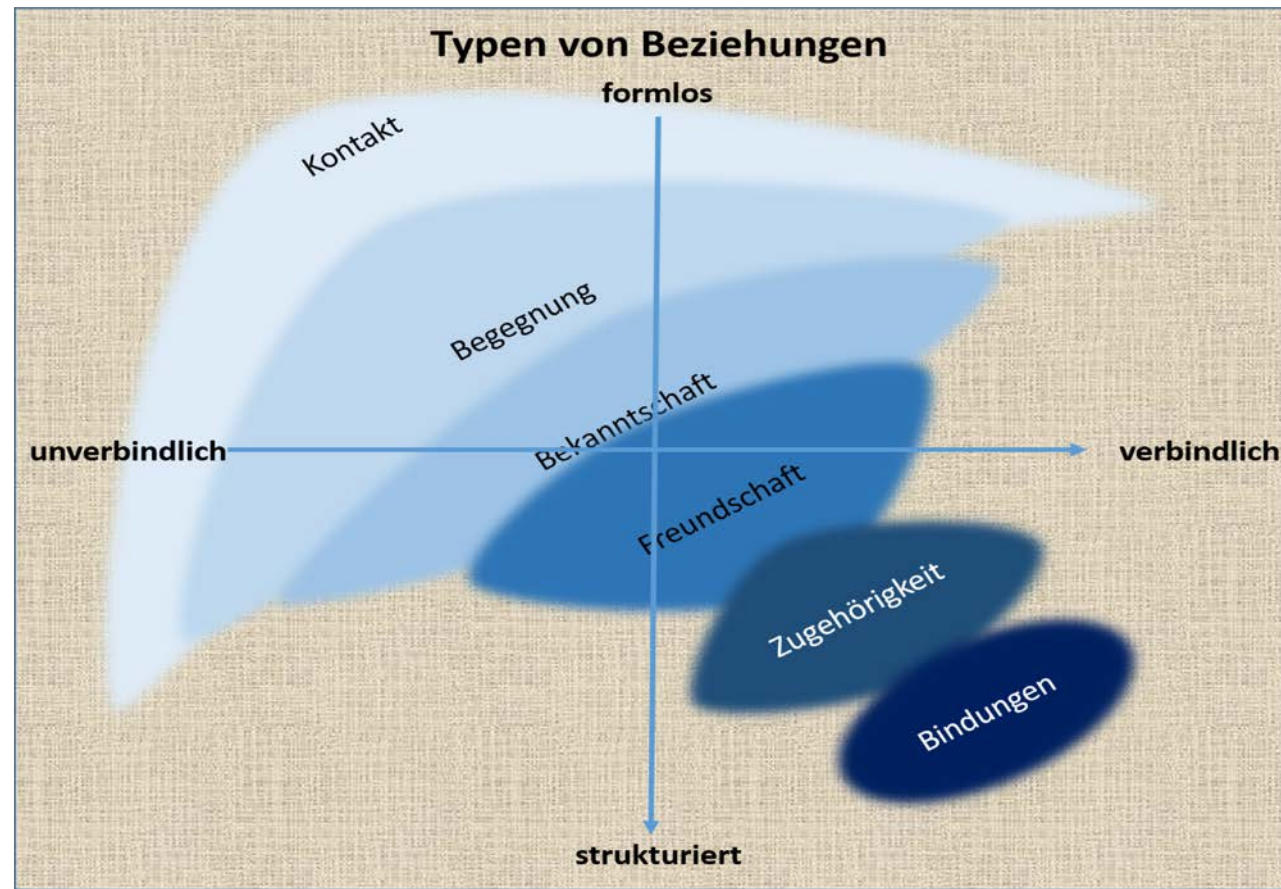 Typen von Beziehungen
formlos
Kontakt
Begegnung
Bekanntschaft
unverbindlich
verbindlich
Freundschaft
Zugehörigkeit
Bindungen
strukturiert